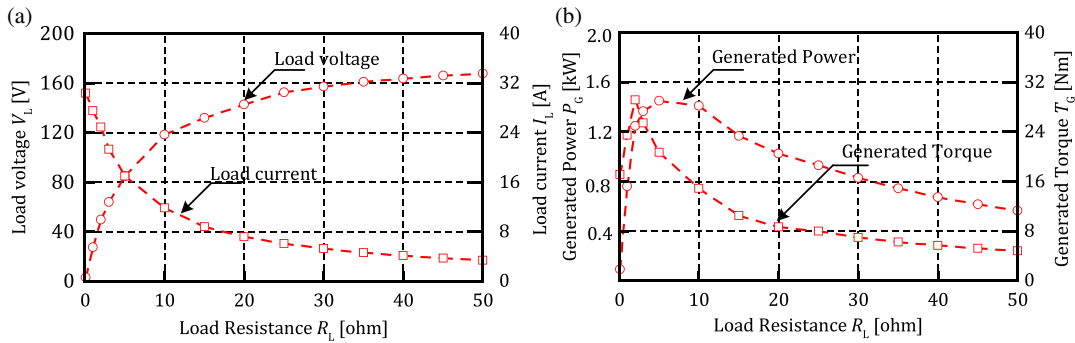 (a)
200
160
120
80
40
0
Load voltage V_L [V]
Load voltage
Load current
40
32
24
16
8
0
Load current I_L [A]
0 10 20 30 40 50
Load Resistance R_L [ohm]
(b)
2.0
1.6
1.2
0.8
0.4
Generated Power P_G [kW]
Generated Power
Generated Torque
40
32
24
16
8
0
Generated Torque T_G [Nm]
0 10 20 30 40 50
Load Resistance R_L [ohm]